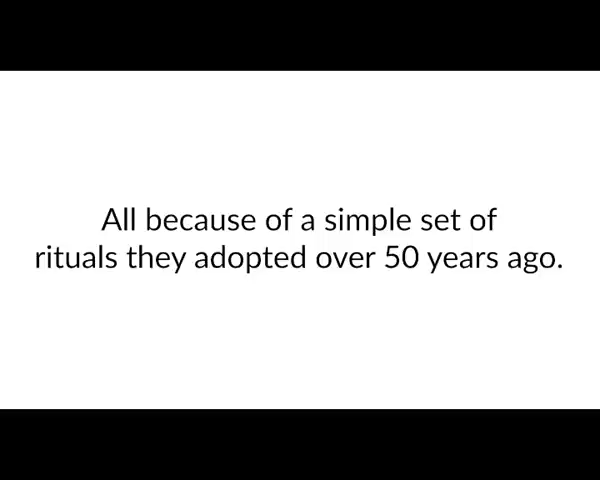 All because of a simple set of
rituals they adopted over 50 years ago.